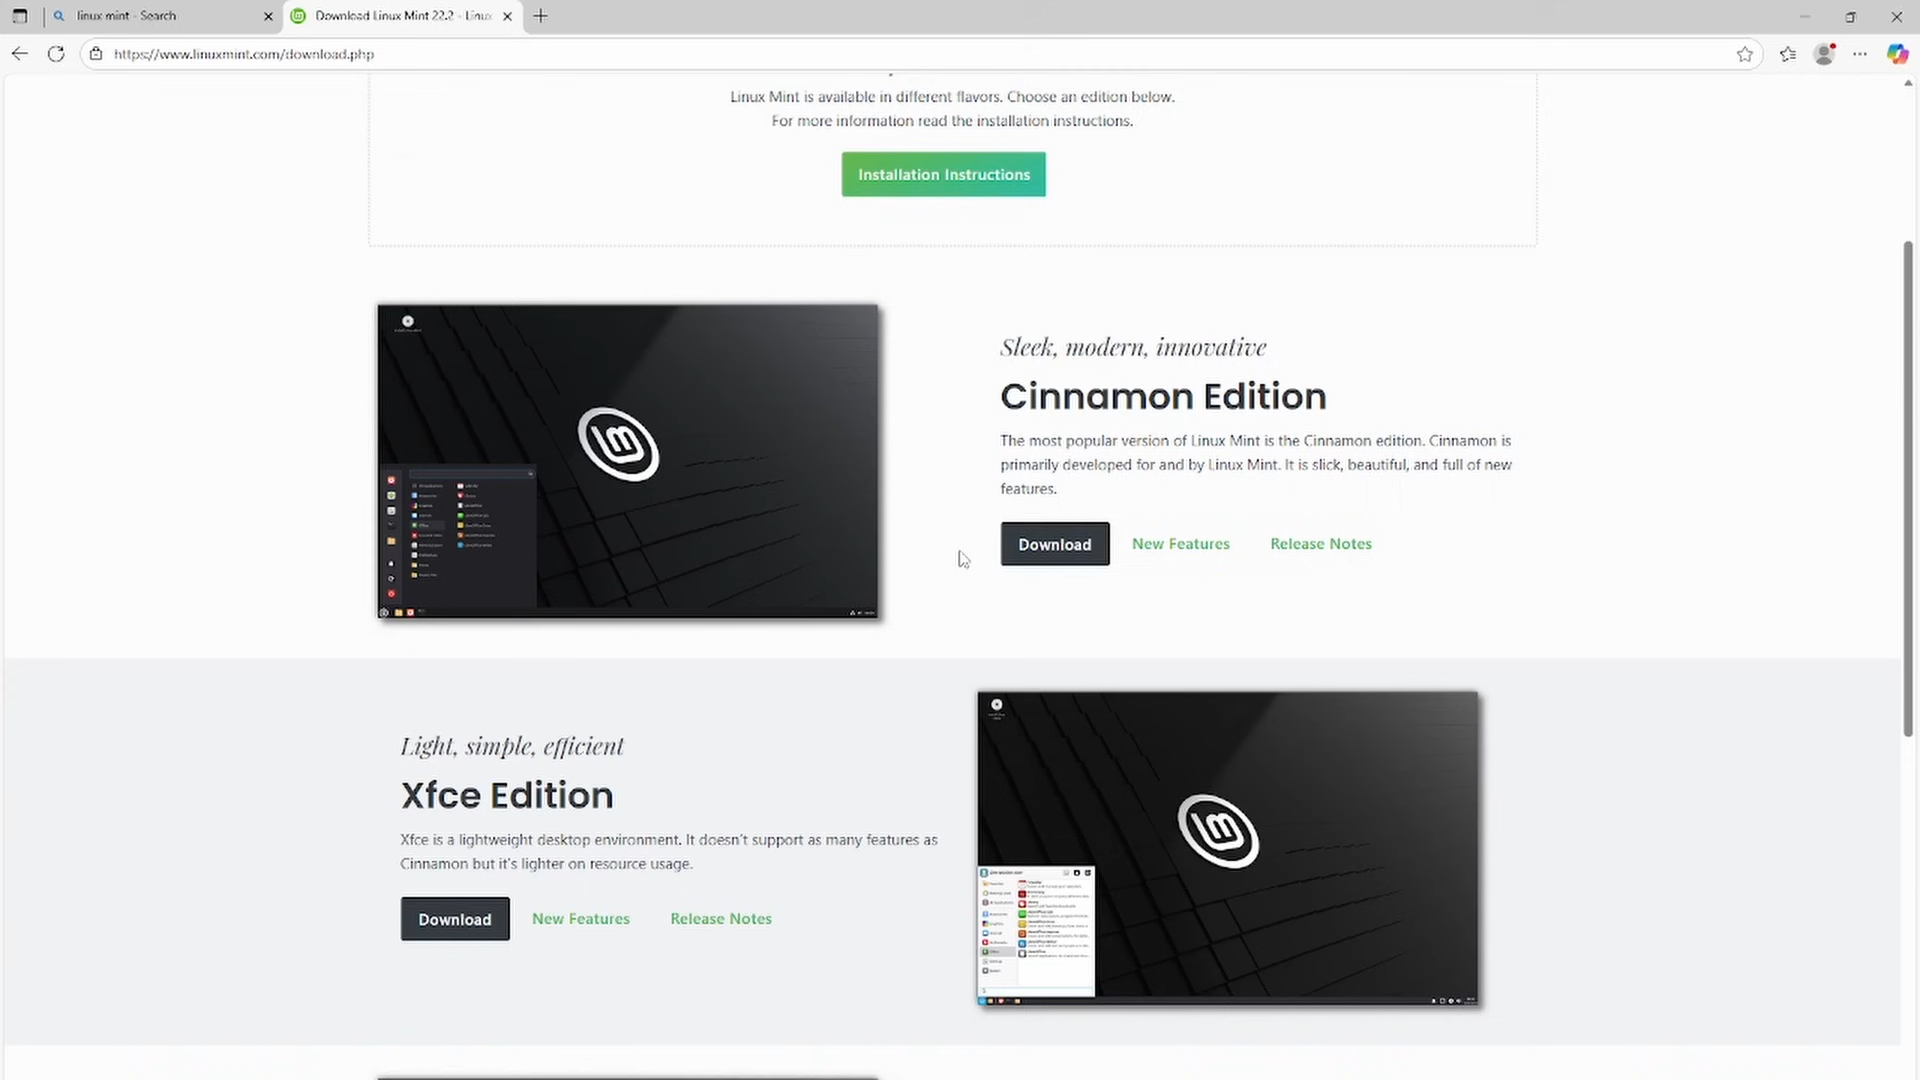 linux mint - Search
Download Linux Mint 22.2 - Linux
https://www.linuxmint.com/download.php
Linux Mint is available in different flavors. Choose an edition below.
For more information read the installation instructions.
Installation Instructions
Sleek, modern, innovative
Cinnamon Edition
The most popular version of Linux Mint is the Cinnamon edition. Cinnamon is
primarily developed for and by Linux Mint. It is slick, beautiful, and full of new
features.
Download
New Features
Release Notes
Light, simple, efficient
Xfce Edition
Xfce is a lightweight desktop environment. It doesn't support as many features as
Cinnamon but it's lighter on resource usage.
Download
New Features
Release Notes